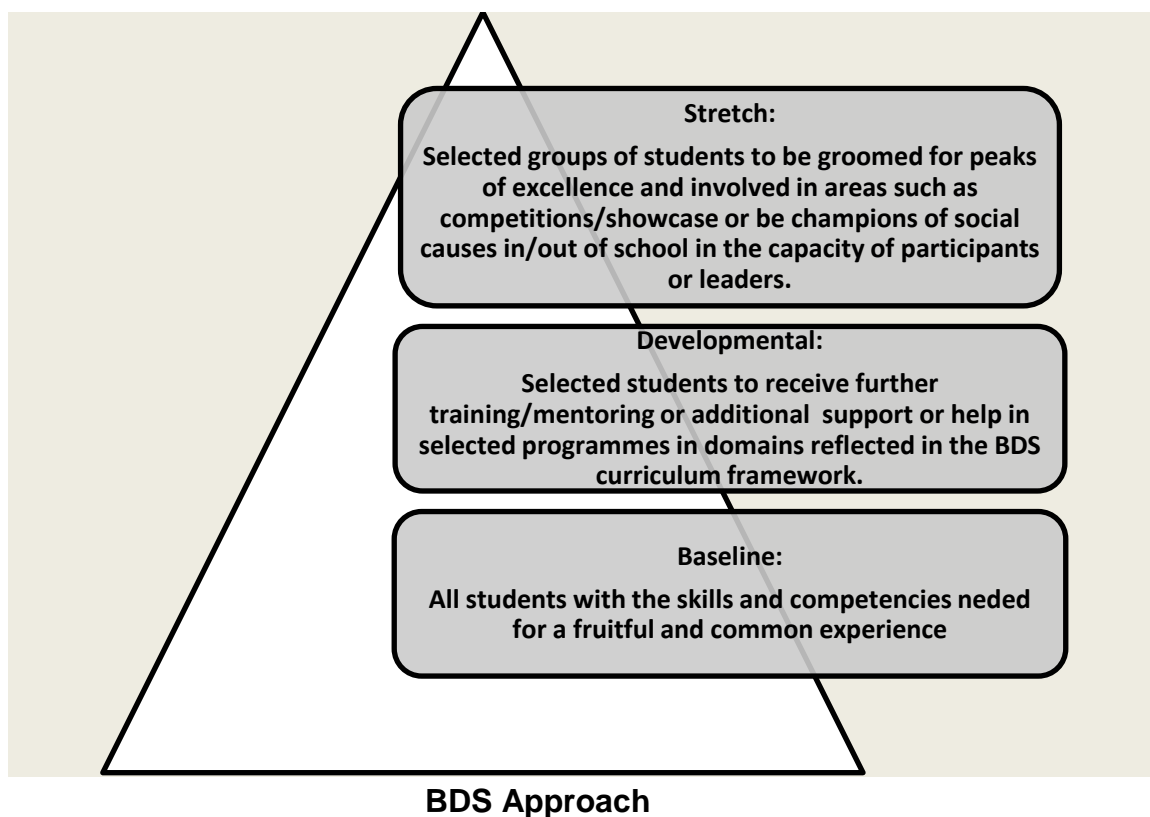 Stretch:
Selected groups of students to be groomed for peaks
of excellence and involved in areas such as
competitions/showcase or be champions of social
causes in/out of school in the capacity of participants
or leaders.
Developmental:
Selected students to receive further
training/mentoring or additional support or help in
selected programmes in domains reflected in the BDS
curriculum framework.
Baseline:
All students with the skills and competencies neded
for a fruitful and common experience
BDS Approach